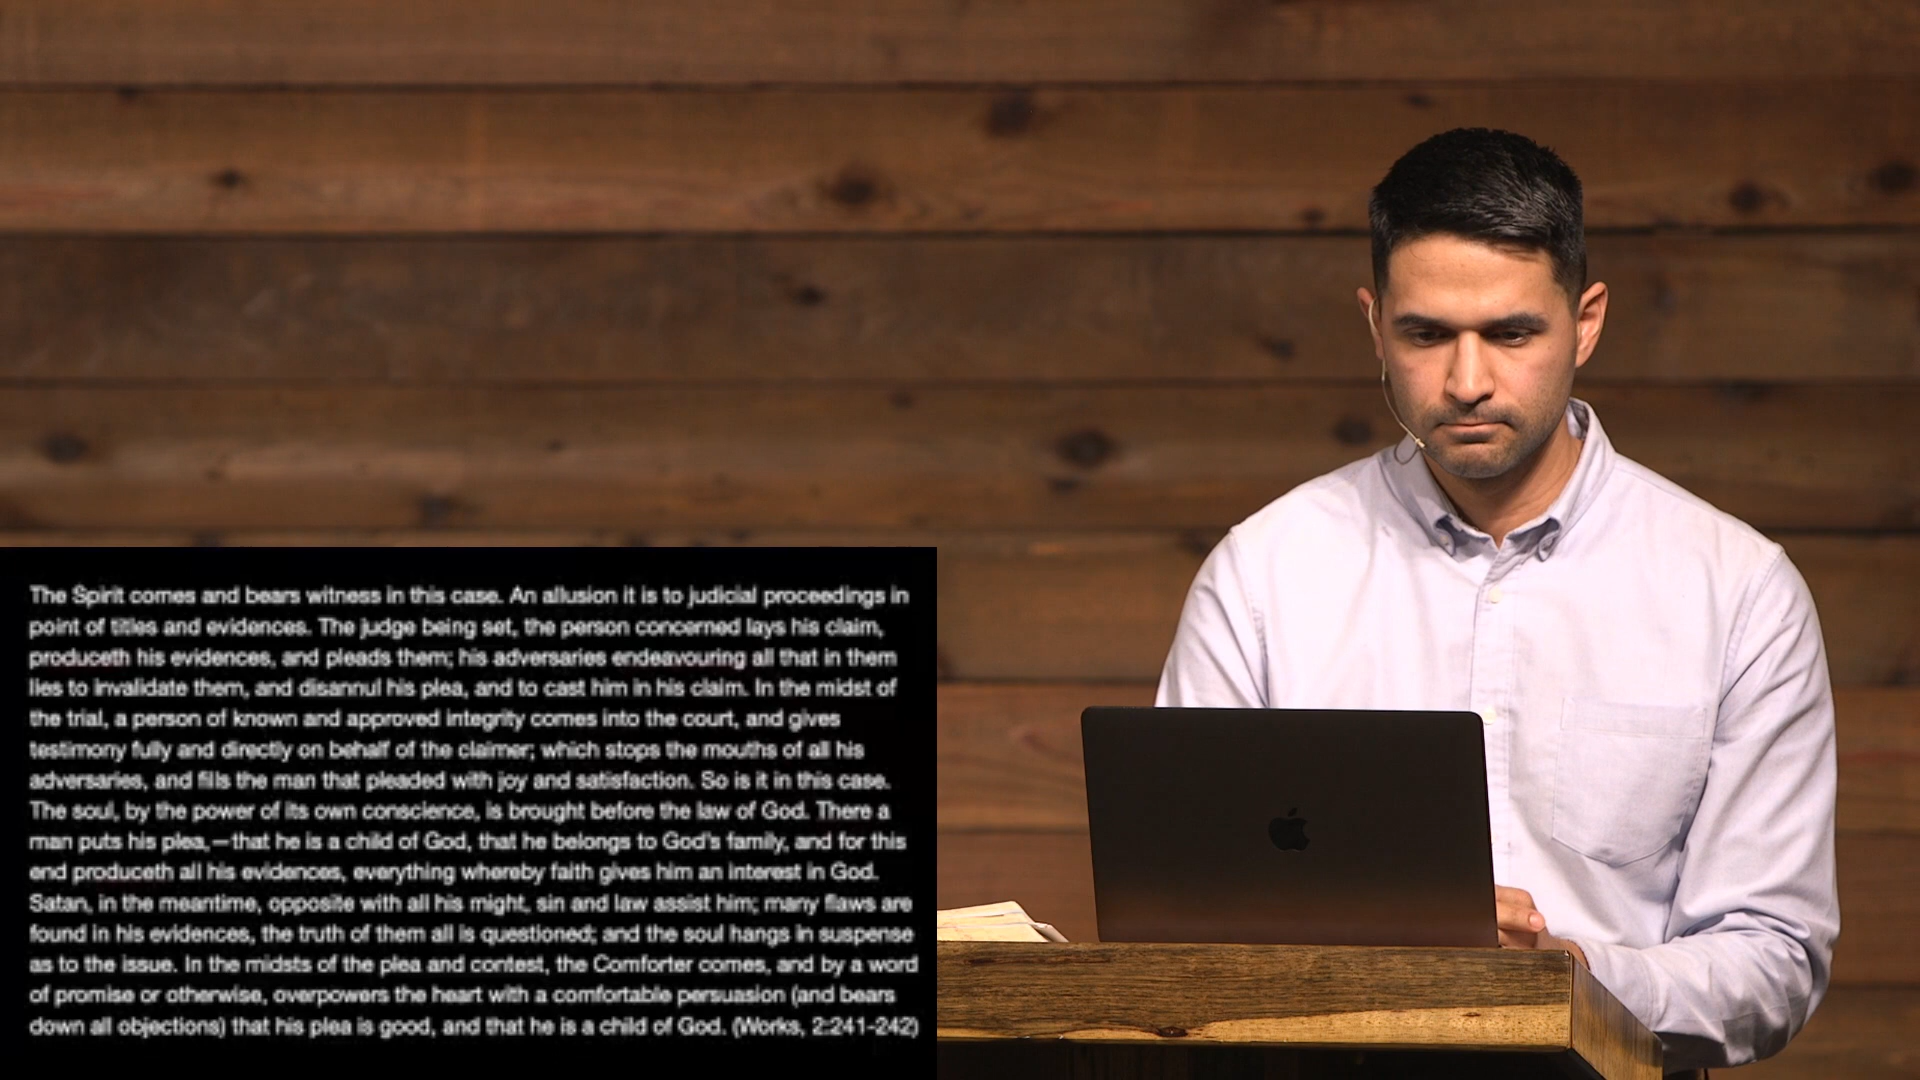 The Spirit comes and bears witness in this case. An allusion it is to judicial proceedings in
point of titles and evidences. The judge being set, the person concerned lays his claim,
produceth his evidences, and pleads them; his adversaries endeavouring all that in them
lies to invalidate them, and disannul his plea, and to cast him in his claim. In the midst of
the trial, a person of known and approved integrity comes into the court, and gives
testimony fully and directly on behalf of the claimer; which stops the mouths of all his
adversaries, and fills the man that pleaded with joy and satisfaction. So is it in this case.
The soul, by the power of its own conscience, is brought before the law of God. There a
man puts his plea,—that he is a child of God, that he belongs to God's family, and for this
end produceth all his evidences, everything whereby faith gives him an interest in God.
Satan, in the meantime, opposite with all his might, sin and law assist him; many flaws are
found in his evidences, the truth of them all is questioned; and the soul hangs in suspense
as to the issue. In the midsts of the plea and contest, the Comforter comes, and by a word
of promise or otherwise, overpowers the heart with a comfortable persuasion (and bears
down all objections) that his plea is good, and that he is a child of God. (Works, 2:241-242)